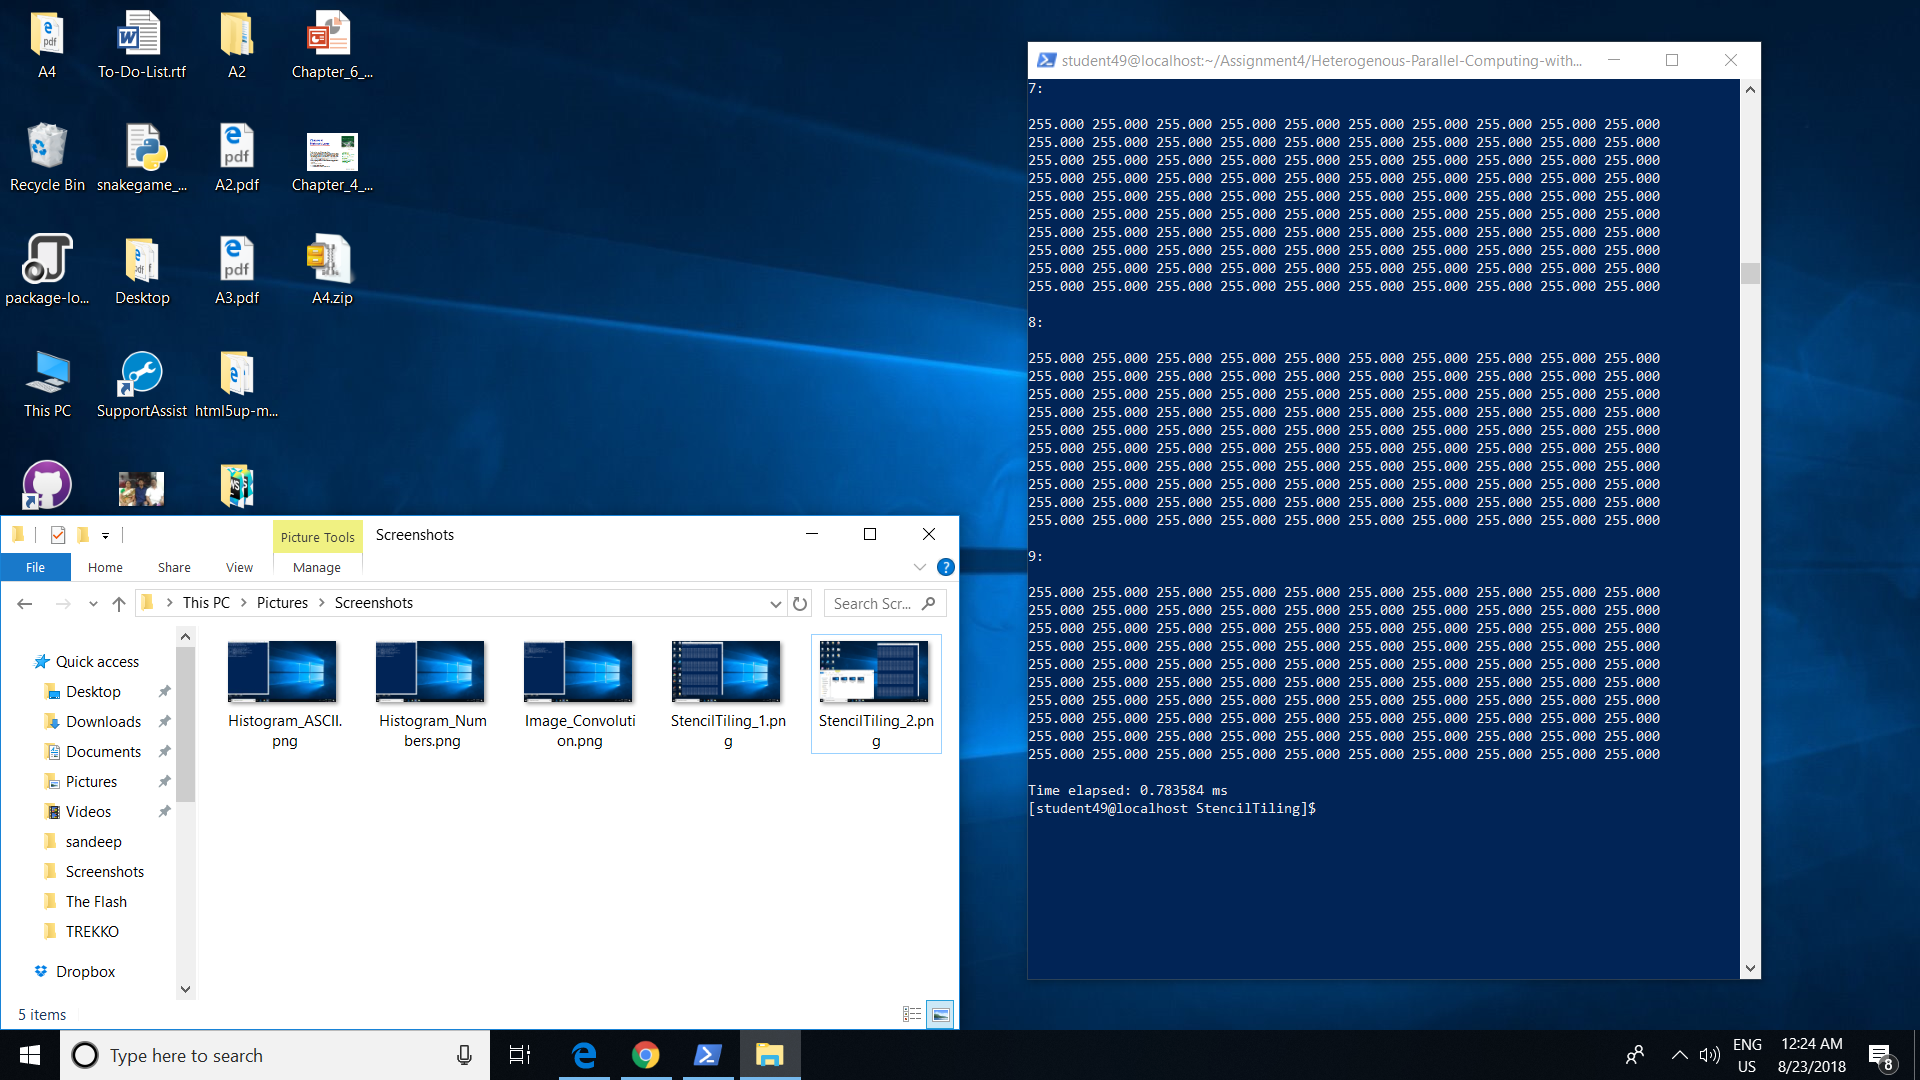 A4
To-Do-List.rtf
A2
Chapter_6_...
Recycle Bin
snakegame_...
A2.pdf
Chapter_4_...
package-lo...
Desktop
A3.pdf
A4.zip
This PC
SupportAssist
html5up-m...
Picture Tools
Screenshots
File
Home
Share
View
Manage
This PC
Pictures
Screenshots
Search Scr...
Quick access
Desktop
Downloads
Documents
Pictures
Videos
sandeep
Screenshots
The Flash
TREKKO
Dropbox
Histogram_ASCII.
png
Histogram_Num
bers.png
Image_Convoluti
on.png
StencilTiling_1.pn
g
StencilTiling_2.pn
g
5 items
student49@localhost:~/Assignment4/Heterogenous-Parallel-Computing-with...
7:
255.000 255.000 255.000 255.000 255.000 255.000 255.000 255.000 255.000 255.000
255.000 255.000 255.000 255.000 255.000 255.000 255.000 255.000 255.000 255.000
255.000 255.000 255.000 255.000 255.000 255.000 255.000 255.000 255.000 255.000
255.000 255.000 255.000 255.000 255.000 255.000 255.000 255.000 255.000 255.000
255.000 255.000 255.000 255.000 255.000 255.000 255.000 255.000 255.000 255.000
255.000 255.000 255.000 255.000 255.000 255.000 255.000 255.000 255.000 255.000
255.000 255.000 255.000 255.000 255.000 255.000 255.000 255.000 255.000 255.000
255.000 255.000 255.000 255.000 255.000 255.000 255.000 255.000 255.000 255.000
255.000 255.000 255.000 255.000 255.000 255.000 255.000 255.000 255.000 255.000
255.000 255.000 255.000 255.000 255.000 255.000 255.000 255.000 255.000 255.000
8:
255.000 255.000 255.000 255.000 255.000 255.000 255.000 255.000 255.000 255.000
255.000 255.000 255.000 255.000 255.000 255.000 255.000 255.000 255.000 255.000
255.000 255.000 255.000 255.000 255.000 255.000 255.000 255.000 255.000 255.000
255.000 255.000 255.000 255.000 255.000 255.000 255.000 255.000 255.000 255.000
255.000 255.000 255.000 255.000 255.000 255.000 255.000 255.000 255.000 255.000
255.000 255.000 255.000 255.000 255.000 255.000 255.000 255.000 255.000 255.000
255.000 255.000 255.000 255.000 255.000 255.000 255.000 255.000 255.000 255.000
255.000 255.000 255.000 255.000 255.000 255.000 255.000 255.000 255.000 255.000
255.000 255.000 255.000 255.000 255.000 255.000 255.000 255.000 255.000 255.000
255.000 255.000 255.000 255.000 255.000 255.000 255.000 255.000 255.000 255.000
9:
255.000 255.000 255.000 255.000 255.000 255.000 255.000 255.000 255.000 255.000
255.000 255.000 255.000 255.000 255.000 255.000 255.000 255.000 255.000 255.000
255.000 255.000 255.000 255.000 255.000 255.000 255.000 255.000 255.000 255.000
255.000 255.000 255.000 255.000 255.000 255.000 255.000 255.000 255.000 255.000
255.000 255.000 255.000 255.000 255.000 255.000 255.000 255.000 255.000 255.000
255.000 255.000 255.000 255.000 255.000 255.000 255.000 255.000 255.000 255.000
255.000 255.000 255.000 255.000 255.000 255.000 255.000 255.000 255.000 255.000
255.000 255.000 255.000 255.000 255.000 255.000 255.000 255.000 255.000 255.000
255.000 255.000 255.000 255.000 255.000 255.000 255.000 255.000 255.000 255.000
255.000 255.000 255.000 255.000 255.000 255.000 255.000 255.000 255.000 255.000
Time elapsed: 0.783584 ms
[student49@localhost StencilTiling]$
Type here to search
ENG
US
12:24 AM
8/23/2018
8